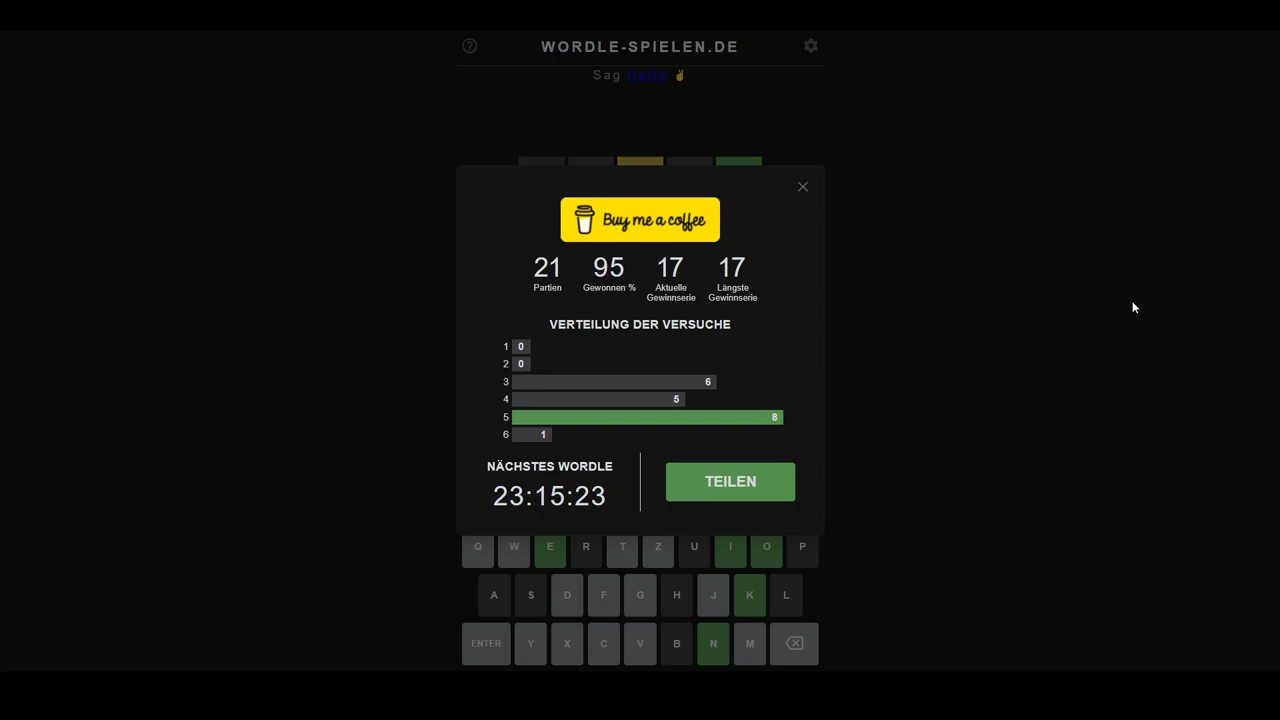 WORDLE-SPIELEN.DE
Sag Hallo ✌
Buy me a coffee
21 95 17 17
Partien Gewonnen % Aktuelle Gewinnserie Längste Gewinnserie
VERTEILUNG DER VERSUCHE
1 0
2 0
3 6
4 5
5 8
6 1
NÄCHSTES WORDLE
23:15:23
TEILEN
Q W E R T Z U I O P
A S D F G H J K L
ENTER Y X C V B N M